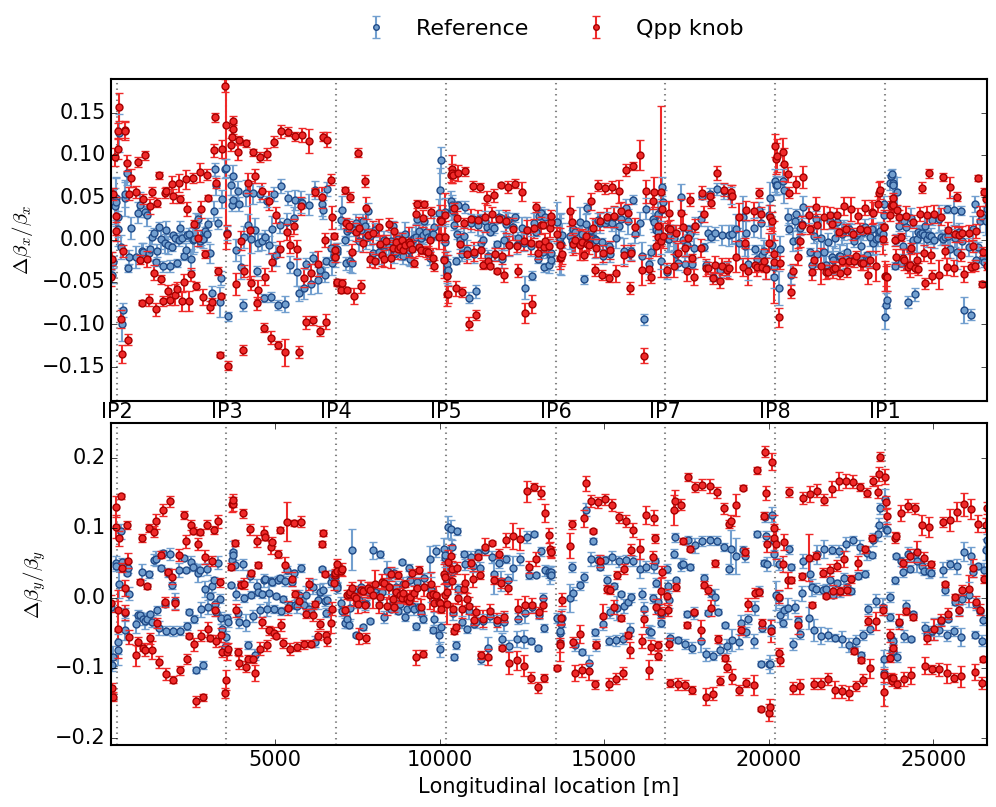 Reference Qpp knob
0.15
0.10
0.05
0.00
−0.05
−0.10
−0.15
Δβx/βx
IP2 IP3 IP4 IP5 IP6 IP7 IP8 IP1
0.2
0.1
0.0
−0.1
−0.2
Δβy/βy
5000 10000 15000 20000 25000
Longitudinal location [m]